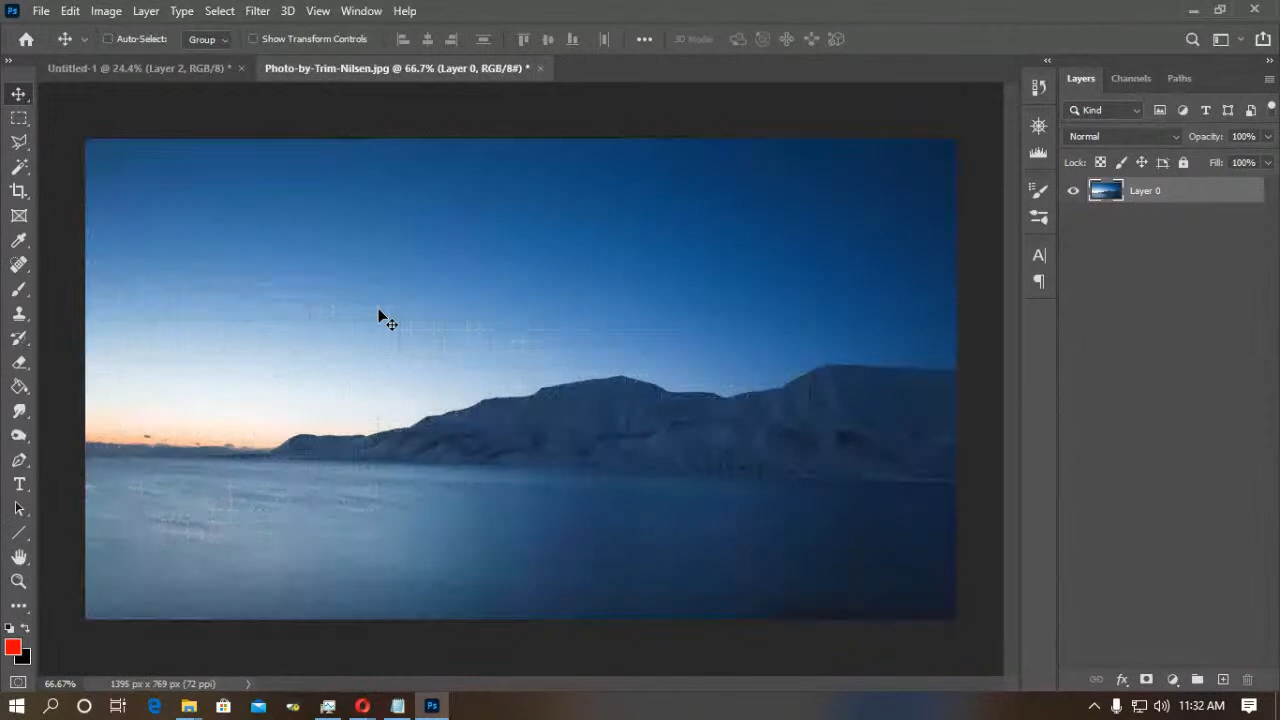 Ps File Edit Image Layer Type Select Filter 3D View Window Help
Auto-Select: Group Show Transform Controls 3D Mode:
Untitled-1 @ 24.4% (Layer 2, RGB/8) * × Photo-by-Trim-Nilsen.jpg @ 66.7% (Layer 0, RGB/8#) * ×
Layers Channels Paths
Kind
Normal Opacity: 100%
Lock: Fill: 100%
Layer 0
66.67% 1395 px x 769 px (72 ppi)
11:32 AM